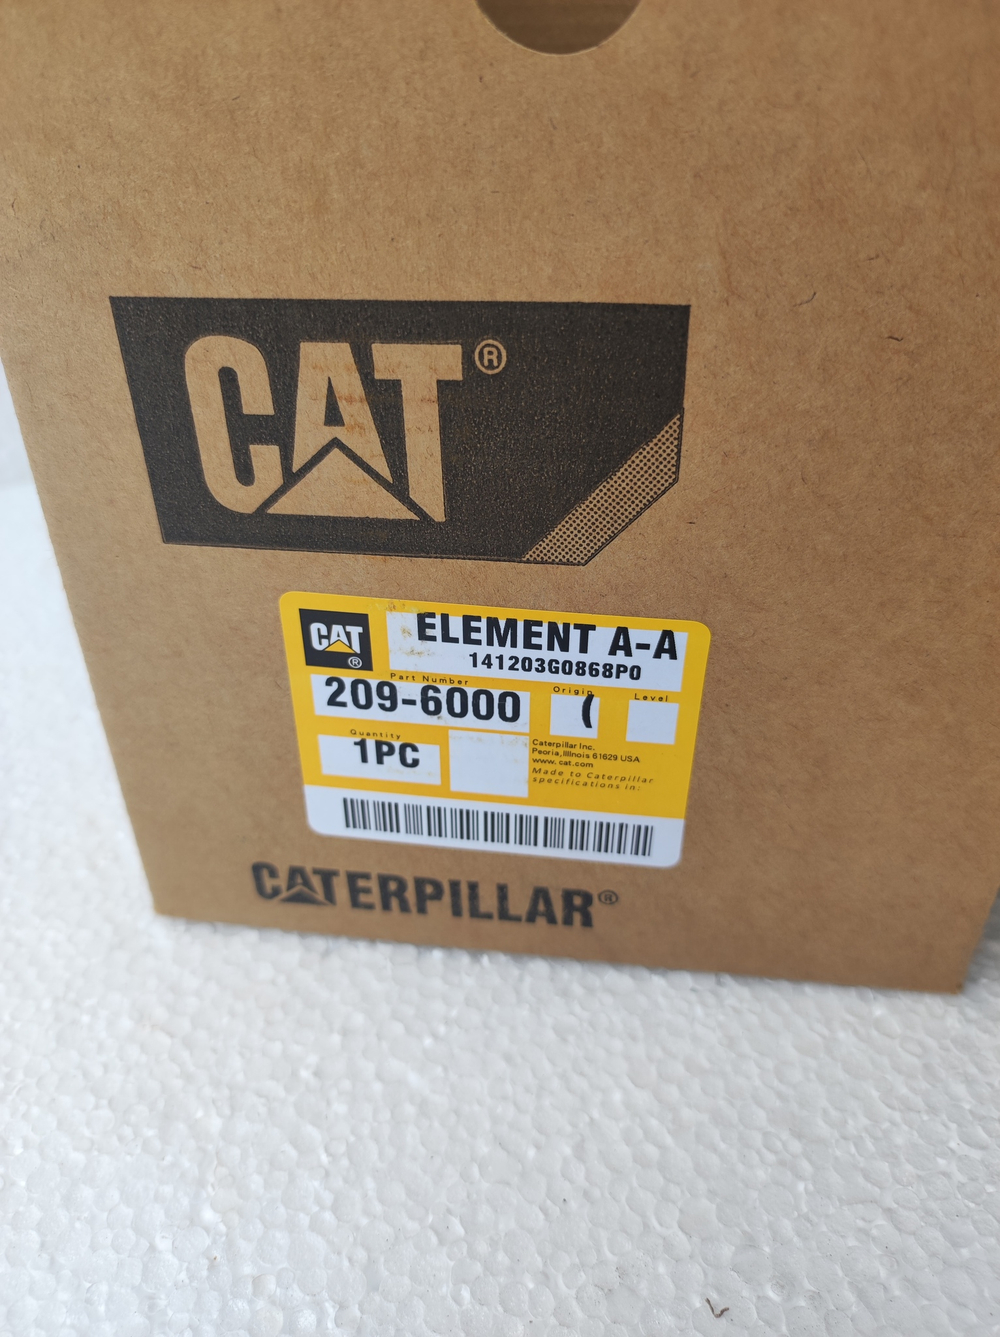 CAT®
CAT®
ELEMENT A-A
141203G0868P0
Part Number
209-6000
Origin
(
Level
Quantity
1PC
Caterpillar Inc.
Peoria,Illlnois 61629 USA
www. cat.com
Made to Caterpillar
specifications in:
CATERPILLAR®